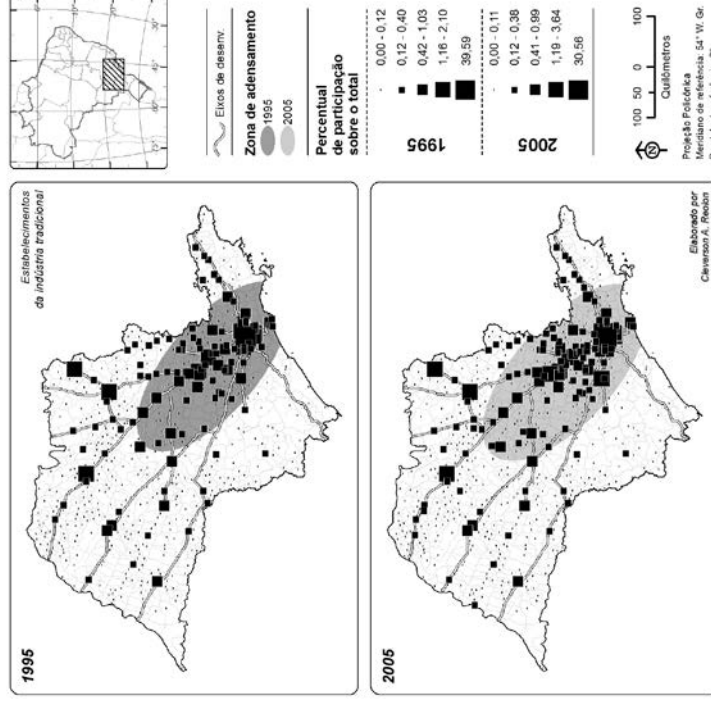 1995
Estabelecimentos
da indústria tradicional
2005
Elaborado por
Cleverson A. Reolon
Eixos de desenv.
Zona de adensamento
1995
2005
Percentual
de participação
sobre o total
1995
0,00 - 0,12
0,12 - 0,40
0,42 - 1,03
1,16 - 2,10
39,59
2005
0,00 - 0,11
0,12 - 0,38
0,41 - 0,99
1,19 - 3,64
30,56
N
100 0 50 100
Quilômetros
Projeção Policônica
Meridiano de referência: 54° W. Gr.